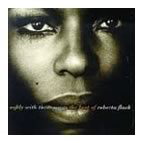 softly with these songs the best of roberta flack